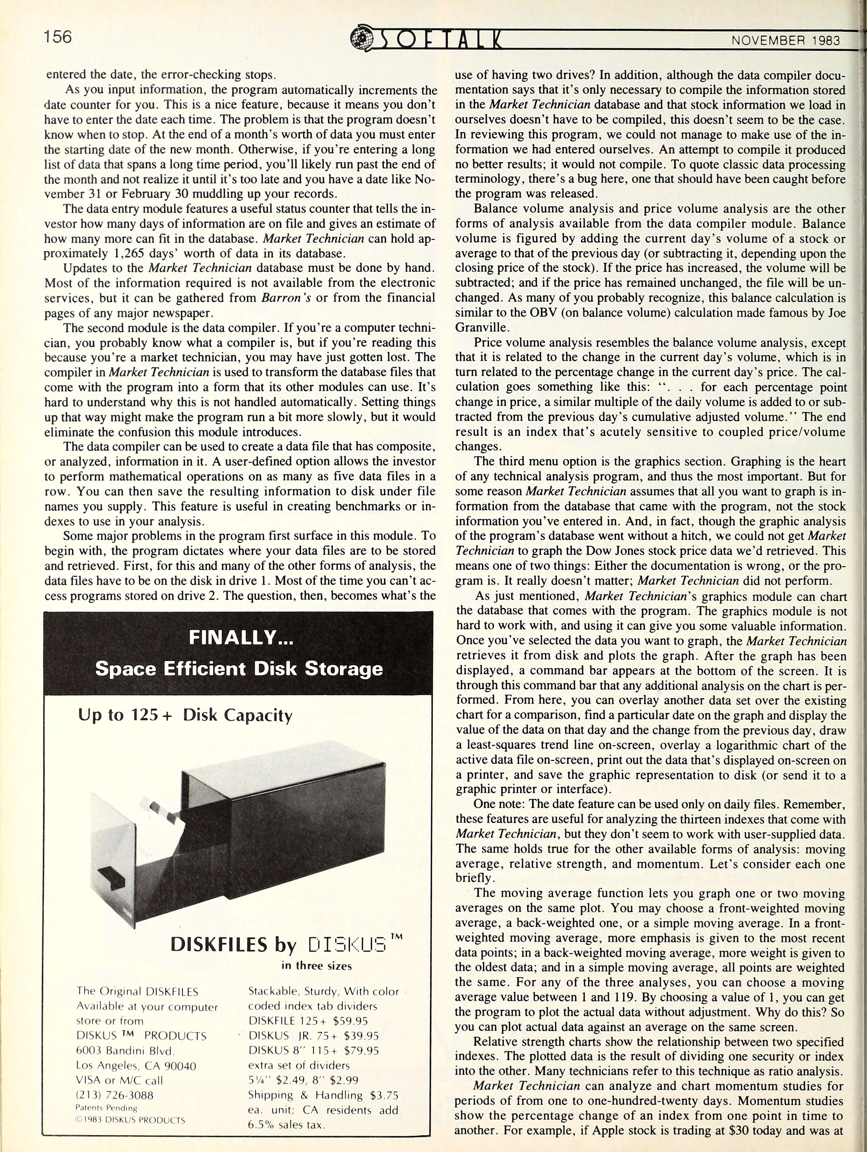 156
SOFTALK
NOVEMBER 1983
entered the date, the error-checking stops.
As you input information, the program automatically increments the
date counter for you. This is a nice feature, because it means you don't
have to enter the date each time. The problem is that the program doesn't
know when to stop. At the end of a month's worth of data you must enter
the starting date of the new month. Otherwise, if you're entering a long
list of data that spans a long time period, you'll likely run past the end of
the month and not realize it until it's too late and you have a date like No-
vember 31 or February 30 muddling up your records.
The data entry module features a useful status counter that tells the in-
vestor how many days of information are on file and gives an estimate of
how many more can fit in the database. Market Technician can hold ap-
proximately 1,265 days' worth of data in its database.
Updates to the Market Technician database must be done by hand.
Most of the information required is not available from the electronic
services, but it can be gathered from Barron's or from the financial
pages of any major newspaper.
The second module is the data compiler. If you're a computer techni-
cian, you probably know what a compiler is, but if you're reading this
because you're a market technician, you may have just gotten lost. The
compiler in Market Technician is used to transform the database files that
come with the program into a form that its other modules can use. It's
hard to understand why this is not handled automatically. Setting things
up that way might make the program run a bit more slowly, but it would
eliminate the confusion this module introduces.
The data compiler can be used to create a data file that has composite,
or analyzed, information in it. A user-defined option allows the investor
to perform mathematical operations on as many as five data files in a
row. You can then save the resulting information to disk under file
names you supply. This feature is useful in creating benchmarks or in-
dexes to use in your analysis.
Some major problems in the program first surface in this module. To
begin with, the program dictates where your data files are to be stored
and retrieved. First, for this and many of the other forms of analysis, the
data files have to be on the disk in drive 1. Most of the time you can't ac-
cess programs stored on drive 2. The question, then, becomes what's the
use of having two drives? In addition, although the data compiler docu-
mentation says that it's only necessary to compile the information stored
in the Market Technician database and that stock information we load in
ourselves doesn't have to be compiled, this doesn't seem to be the case.
In reviewing this program, we could not manage to make use of the in-
formation we had entered ourselves. An attempt to compile it produced
no better results; it would not compile. To quote classic data processing
terminology, there's a bug here, one that should have been caught before
the program was released.
Balance volume analysis and price volume analysis are the other
forms of analysis available from the data compiler module. Balance
volume is figured by adding the current day's volume of a stock or
average to that of the previous day (or subtracting it, depending upon the
closing price of the stock). If the price has increased, the volume will be
subtracted; and if the price has remained unchanged, the file will be un-
changed. As many of you probably recognize, this balance calculation is
similar to the OBV (on balance volume) calculation made famous by Joe
Granville.
Price volume analysis resembles the balance volume analysis, except
that it is related to the change in the current day's volume, which is in
turn related to the percentage change in the current day's price. The cal-
culation goes something like this: ". . . for each percentage point
change in price, a similar multiple of the daily volume is added to or sub-
tracted from the previous day's cumulative adjusted volume." The end
result is an index that's acutely sensitive to coupled price/volume
changes.
The third menu option is the graphics section. Graphing is the heart
of any technical analysis program, and thus the most important. But for
some reason Market Technician assumes that all you want to graph is in-
formation from the database that came with the program, not the stock
information you've entered in. And, in fact, though the graphic analysis
of the program's database went without a hitch, we could not get Market
Technician to graph the Dow Jones stock price data we'd retrieved. This
means one of two things: Either the documentation is wrong, or the pro-
gram is. It really doesn't matter; Market Technician did not perform.
As just mentioned, Market Technician's graphics module can chart
the database that comes with the program. The graphics module is not
hard to work with, and using it can give you some valuable information.
Once you've selected the data you want to graph, the Market Technician
retrieves it from disk and plots the graph. After the graph has been
displayed, a command bar appears at the bottom of the screen. It is
through this command bar that any additional analysis on the chart is per-
formed. From here, you can overlay another data set over the existing
chart for a comparison, find a particular date on the graph and display the
value of the data on that day and the change from the previous day, draw
a least-squares trend line on-screen, overlay a logarithmic chart of the
active data file on-screen, print out the data that's displayed on-screen on
a printer, and save the graphic representation to disk (or send it to a
graphic printer or interface).
One note: The date feature can be used only on daily files. Remember,
these features are useful for analyzing the thirteen indexes that come with
Market Technician, but they don't seem to work with user-supplied data.
The same holds true for the other available forms of analysis: moving
average, relative strength, and momentum. Let's consider each one
briefly.
The moving average function lets you graph one or two moving
averages on the same plot. You may choose a front-weighted moving
average, a back-weighted one, or a simple moving average. In a front-
weighted moving average, more emphasis is given to the most recent
data points; in a back-weighted moving average, more weight is given to
the oldest data; and in a simple moving average, all points are weighted
the same. For any of the three analyses, you can choose a moving
average value between 1 and 119. By choosing a value of 1, you can get
the program to plot the actual data without adjustment. Why do this? So
you can plot actual data against an average on the same screen.
Relative strength charts show the relationship between two specified
indexes. The plotted data is the result of dividing one security or index
into the other. Many technicians refer to this technique as ratio analysis.
Market Technician can analyze and chart momentum studies for
periods of from one to one-hundred-twenty days. Momentum studies
show the percentage change of an index from one point in time to
another. For example, if Apple stock is trading at $30 today and was at
FINALLY...
Space Efficient Disk Storage
Up to 125+ Disk Capacity
DISKFILES by DISKUS™
in three sizes
The Original DISKFILES
Available at your computer
store or from
DISKUS ™ PRODUCTS
6003 Bandini Blvd.
Los Angeles, CA 90040
VISA or M/C call
(213) 726-3088
Patents Pending
©1983 DISKUS PRODUCTS
Stackable, Sturdy, With color
coded index tab dividers
DISKFILE 125+ $59.95
DISKUS JR. 75+ $39.95
DISKUS 8" 115+ $79.95
extra set of dividers
5¼" $2.49, 8" $2.99
Shipping & Handling $3.75
ea. unit; CA residents add
6.5% sales tax.